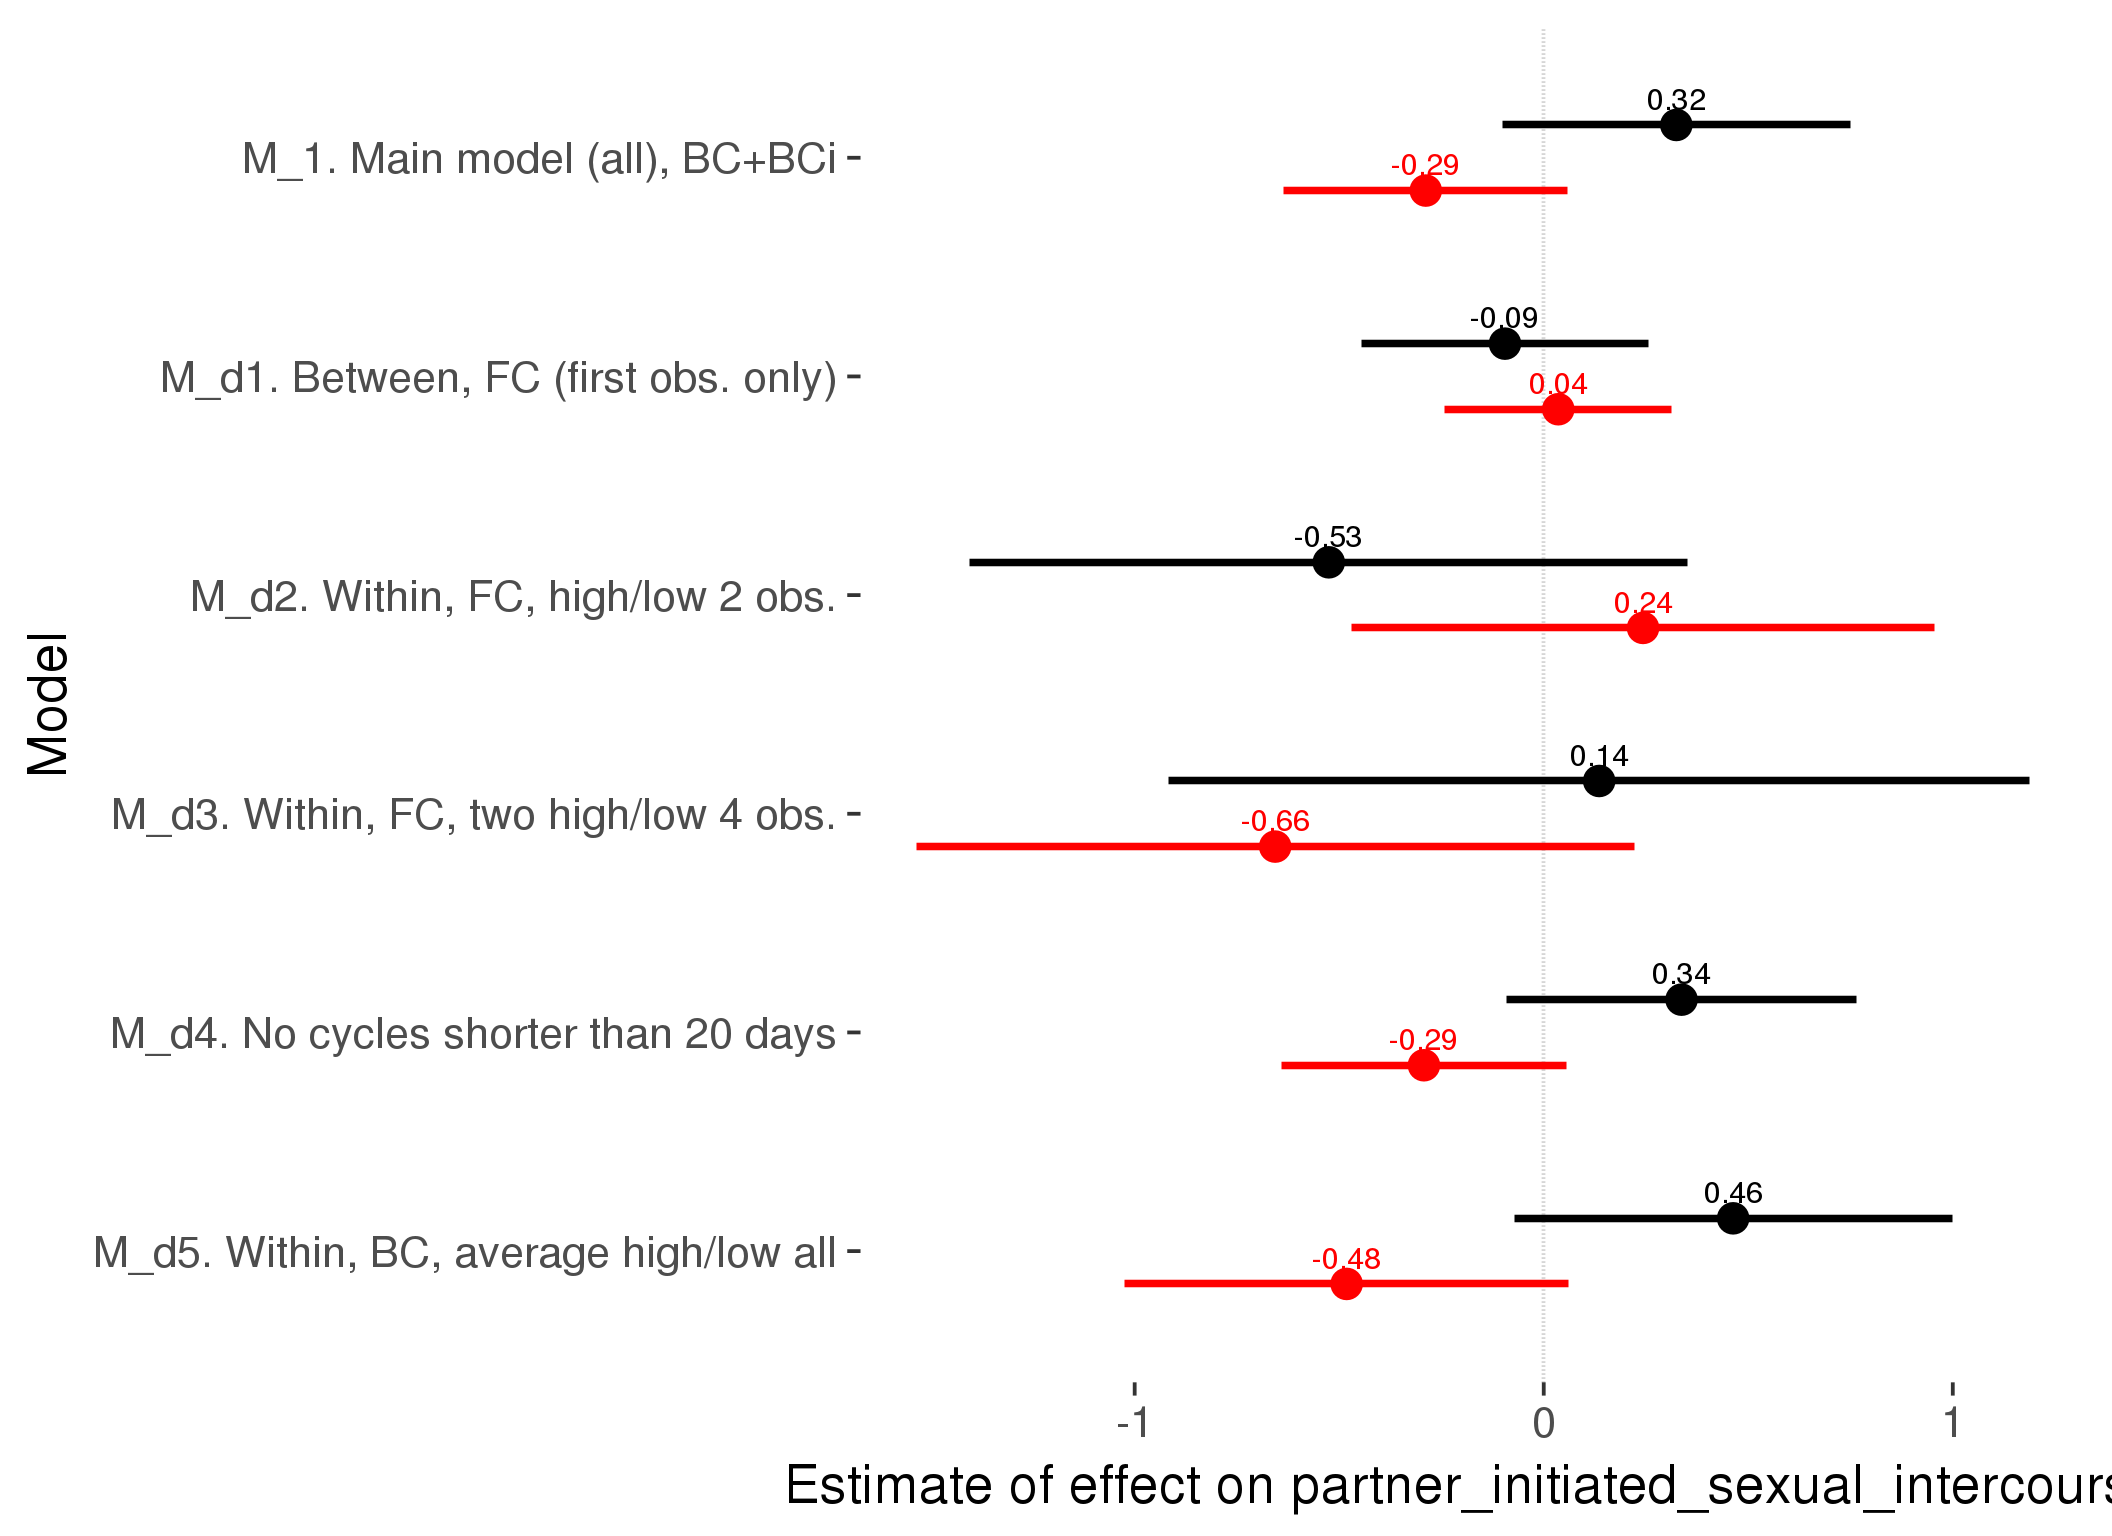 0.32
M_1. Main model (all), BC+BCi
-0.29
-0.09
M_d1. Between, FC (first obs. only)
0.04
-0.53
M_d2. Within, FC, high/low 2 obs.
0.24
Model
0.14
M_d3. Within, FC, two high/low 4 obs.
-0.66
0.34
M_d4. No cycles shorter than 20 days
-0.29
0.46
M_d5. Within, BC, average high/low all
-0.48
-1 0 1
Estimate of effect on partner_initiated_sexual_intercours